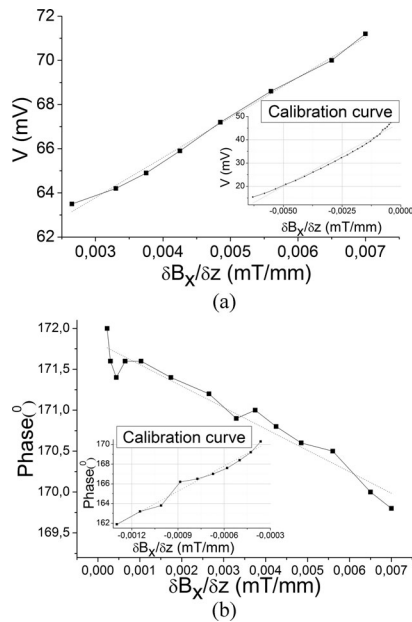 72
70
68
66
64
62
V (mV)
Calibration curve
50
40
30
20
V (mV)
-0,0050 -0,0025 0,0000
δBx/δz (mT/mm)
0,003 0,004 0,005 0,006 0,007
δBx/δz (mT/mm)
(a)
172,0
171,5
171,0
170,5
170,0
169,5
Phase(0)
Calibration curve
170
168
166
164
162
Phase(0)
-0,0012 -0,0009 -0,0006 -0,0003
δBx/δz (mT/mm)
0,000 0,001 0,002 0,003 0,004 0,005 0,006 0,007
δBx/δz (mT/mm)
(b)